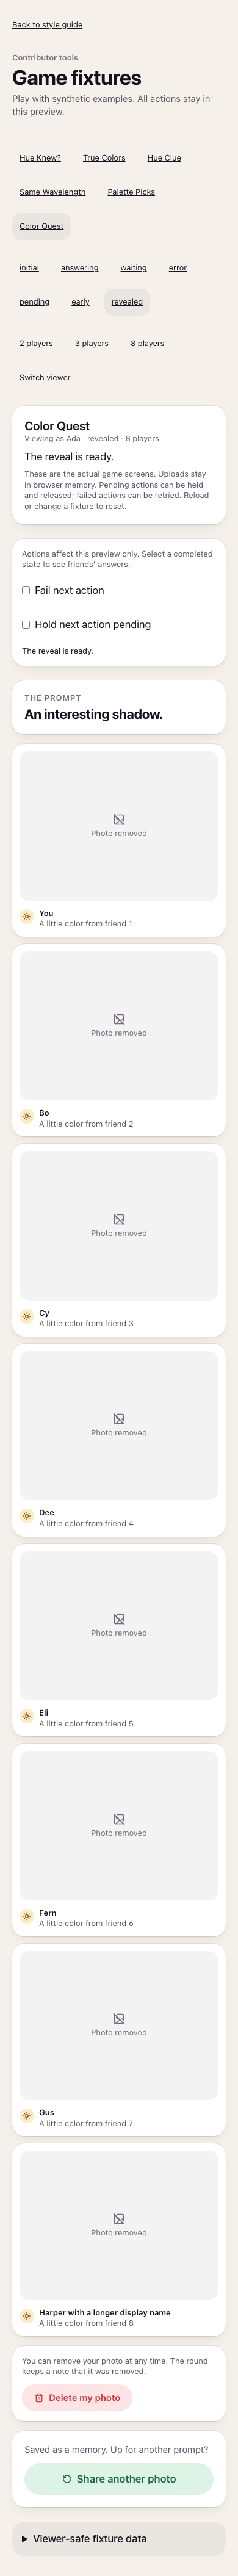 Back to style guide
Contributor tools
Game fixtures
Play with synthetic examples. All actions stay in
this preview.
Hue Knew? True Colors Hue Clue
Same Wavelength Palette Picks
Color Quest
initial answering waiting error
pending early revealed
2 players 3 players 8 players
Switch viewer
Color Quest
Viewing as Ada · revealed · 8 players
The reveal is ready.
These are the actual game screens. Uploads stay
in browser memory. Pending actions can be held
and released; failed actions can be retried. Reload
or change a fixture to reset.
Actions affect this preview only. Select a completed
state to see friends' answers.
Fail next action
Hold next action pending
The reveal is ready.
THE PROMPT
An interesting shadow.
Photo removed
You
A little color from friend 1
Photo removed
Bo
A little color from friend 2
Photo removed
Cy
A little color from friend 3
Photo removed
Dee
A little color from friend 4
Photo removed
Eli
A little color from friend 5
Photo removed
Fern
A little color from friend 6
Photo removed
Gus
A little color from friend 7
Photo removed
Harper with a longer display name
A little color from friend 8
You can remove your photo at any time. The round
keeps a note that it was removed.
Delete my photo
Saved as a memory. Up for another prompt?
Share another photo
Viewer-safe fixture data